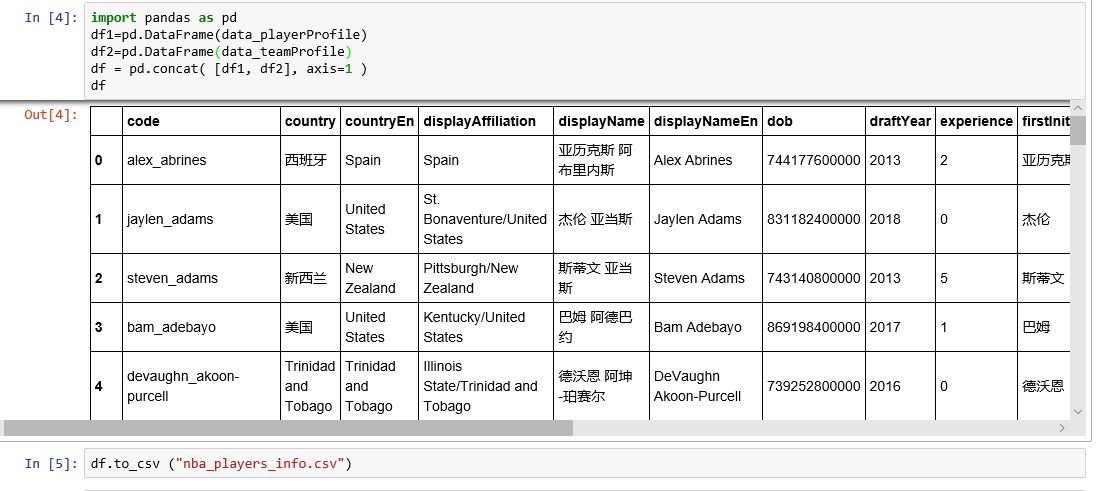 In [4]: import pandas as pd
df1=pd.DataFrame(data_playerProfile)
df2=pd.DataFrame(data_teamProfile)
df = pd.concat( [df1, df2], axis=1 )
df
Out[4]:
code country countryEn displayAffiliation displayName displayNameEn dob draftYear experience firstInit
0 alex_abrines 西班牙 Spain Spain 亚历克斯 阿 Alex Abrines 744177600000 2013 2 亚历克斯
布里内斯
1 jaylen_adams 美国 United St. 杰伦 亚当斯 Jaylen Adams 831182400000 2018 0 杰伦
States Bonaventure/United
States
2 steven_adams 新西兰 New Pittsburgh/New 斯蒂文 亚当 Steven Adams 743140800000 2013 5 斯蒂文
Zealand Zealand 斯
3 bam_adebayo 美国 United Kentucky/United 巴姆 阿德巴 Bam Adebayo 869198400000 2017 1 巴姆
States States 约
4 devaughn_akoon- Trinidad Trinidad Illinois 德沃恩 阿坤 DeVaughn 739252800000 2016 0 德沃恩
purcell and and State/Trinidad and -珀赛尔 Akoon-Purcell
Tobago Tobago Tobago
In [5]: df.to_csv ("nba_players_info.csv")